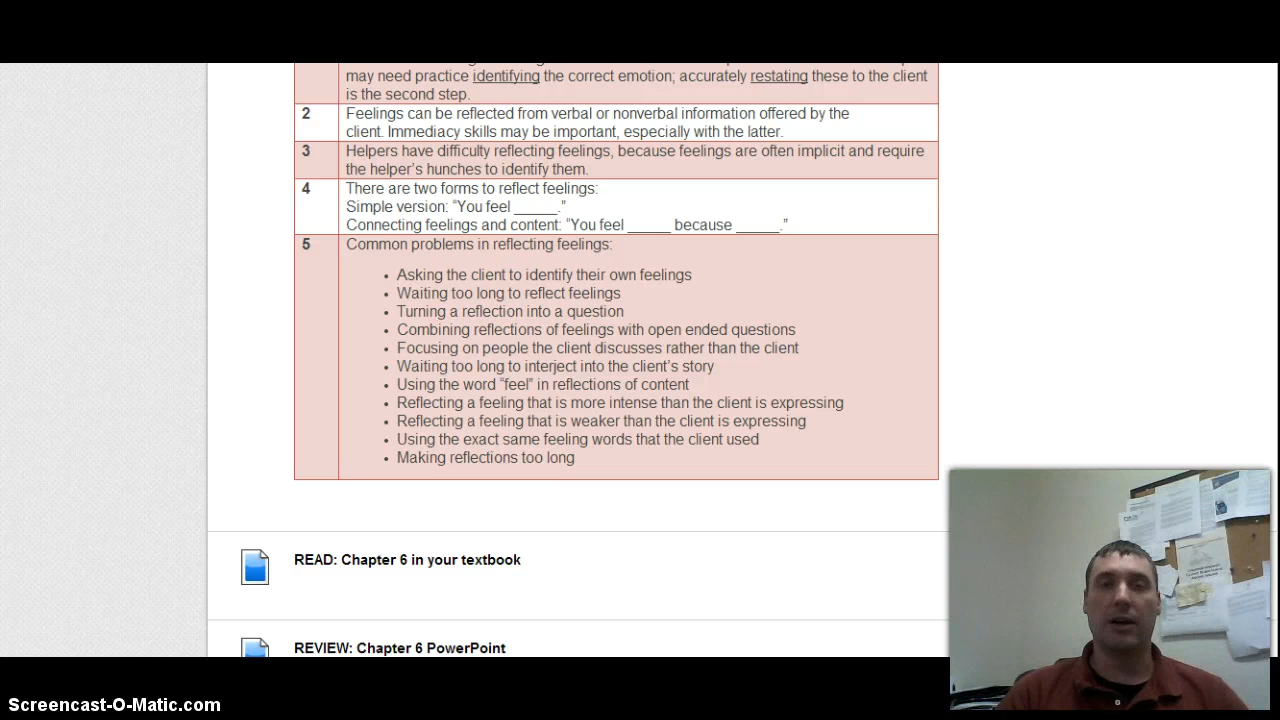 may need practice identifying the correct emotion; accurately restating these to the client
is the second step.
2
Feelings can be reflected from verbal or nonverbal information offered by the
client. Immediacy skills may be important, especially with the latter.
3
Helpers have difficulty reflecting feelings, because feelings are often implicit and require
the helper's hunches to identify them.
4
There are two forms to reflect feelings:
Simple version: “You feel _____.”
Connecting feelings and content: “You feel _____ because _____.”
5
Common problems in reflecting feelings:
• Asking the client to identify their own feelings
• Waiting too long to reflect feelings
• Turning a reflection into a question
• Combining reflections of feelings with open ended questions
• Focusing on people the client discusses rather than the client
• Waiting too long to interject into the client's story
• Using the word “feel” in reflections of content
• Reflecting a feeling that is more intense than the client is expressing
• Reflecting a feeling that is weaker than the client is expressing
• Using the exact same feeling words that the client used
• Making reflections too long
READ: Chapter 6 in your textbook
REVIEW: Chapter 6 PowerPoint
Screencast-O-Matic.com